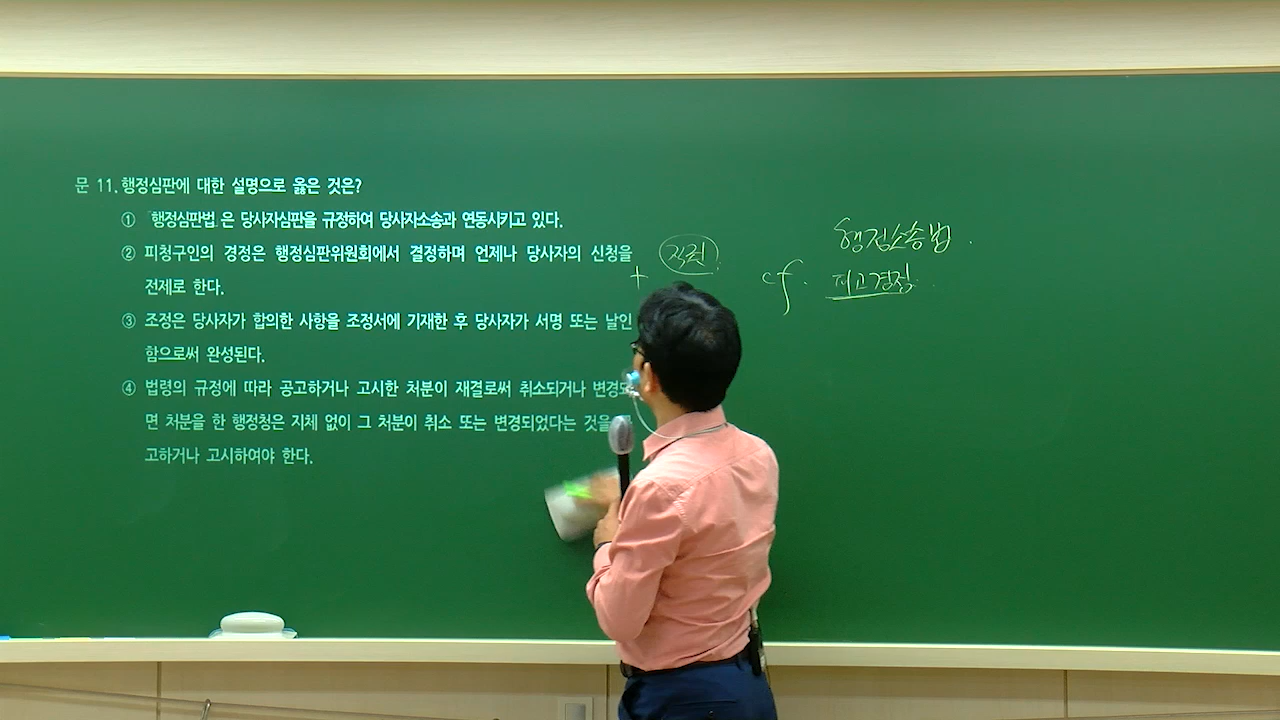 문 11. 행정심판에 대한 설명으로 옳은 것은?
① 「행정심판법」은 당사자심판을 규정하여 당사자소송과 연동시키고 있다.
② 피청구인의 경정은 행정심판위원회에서 결정하며 언제나 당사자의 신청을
전제로 한다.
③ 조정은 당사자가 합의한 사항을 조정서에 기재한 후 당사자가 서명 또는 날인
함으로써 완성된다.
④ 법령의 규정에 따라 공고하거나 고시한 처분이 재결로써 취소되거나 변경되
면 처분을 한 행정청은 지체 없이 그 처분이 취소 또는 변경되었다는 것을
고하거나 고시하여야 한다.
+ 직권
행정소송법.
cf. 피고경정